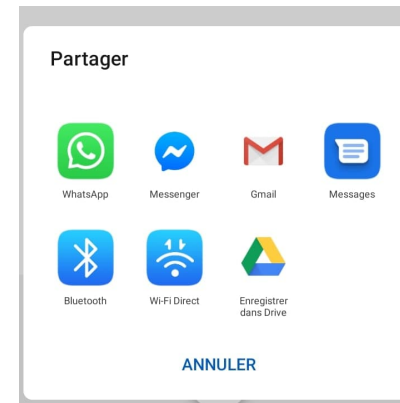 Partager
WhatsApp
Messenger
Gmail
Messages
Bluetooth
Wi-Fi Direct
Enregistrer
dans Drive
ANNULER